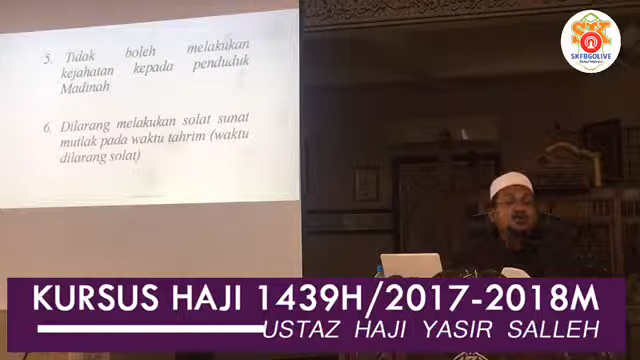 5. Tidak boleh melakukan
kejahatan kepada penduduk
Madinah
6. Dilarang melakukan solat sunat
mutlak pada waktu tahrim (waktu
dilarang solat)
SKFBGOLIVE
KURSUS HAJI 1439H/2017-2018M
USTAZ HAJI YASIR SALLEH